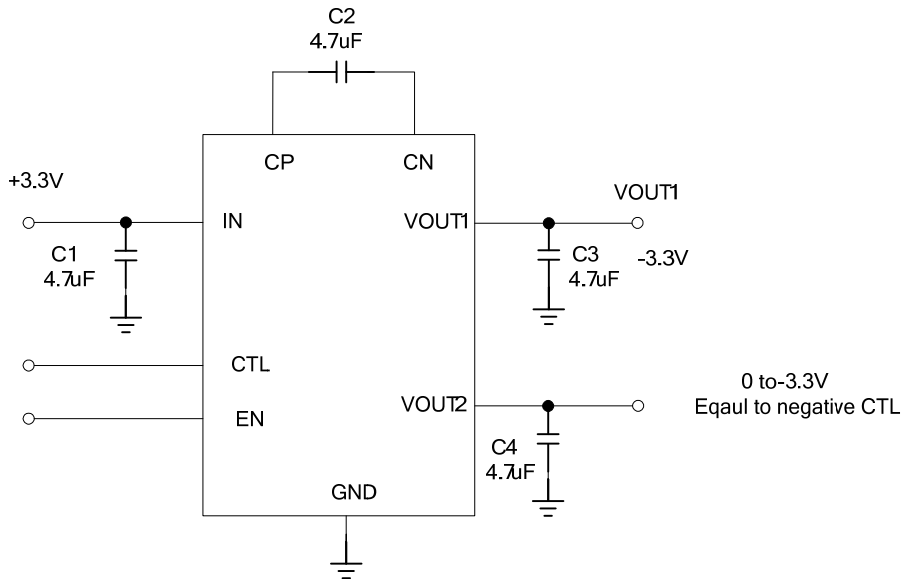 C2
4.7uF
CP
CN
+3.3V
IN
VOUT1
VOUT1
C1
4.7uF
C3
4.7uF
-3.3V
CTL
EN
VOUT2
0 to-3.3V
Eqaul to negative CTL
C4
4.7uF
GND